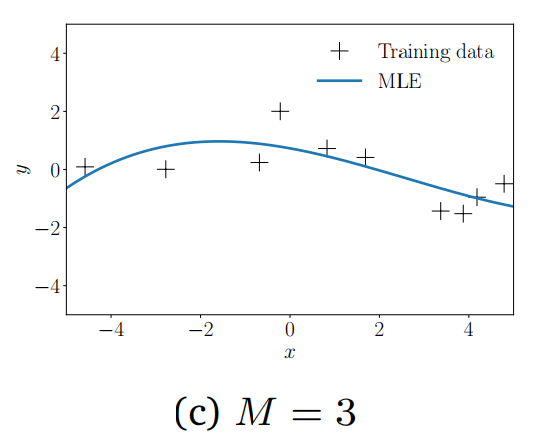 4
2
0
−2
−4
y
Training data
MLE
−4 −2 0 2 4
x
(c) M = 3